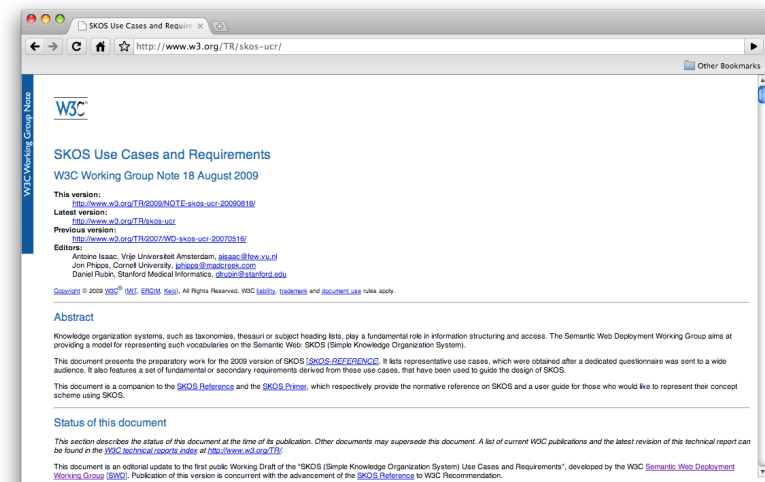 SKOS Use Cases and Require
http://www.w3.org/TR/skos-ucr/
Other Bookmarks
W3C Working Group Note
W3C®
SKOS Use Cases and Requirements
W3C Working Group Note 18 August 2009
This version:
http://www.w3.org/TR/2009/NOTE-skos-ucr-20090818/
Latest version:
http://www.w3.org/TR/skos-ucr
Previous version:
http://www.w3.org/TR/2007/WD-skos-ucr-20070516/
Editors:
Antoine Isaac, Vrije Universiteit Amsterdam, aisaac@few.vu.nl
Jon Phipps, Cornell University, jphipps@madcreek.com
Daniel Rubin, Stanford Medical Informatics, dlrubin@stanford.edu
Copyright © 2009 W3C® (MIT, ERCIM, Keio), All Rights Reserved. W3C liability, trademark and document use rules apply.
Abstract
Knowledge organization systems, such as taxonomies, thesauri or subject heading lists, play a fundamental role in information structuring and access. The Semantic Web Deployment Working Group aims at
providing a model for representing such vocabularies on the Semantic Web: SKOS (Simple Knowledge Organization System).
This document presents the preparatory work for the 2009 version of SKOS [SKOS-REFERENCE]. It lists representative use cases, which were obtained after a dedicated questionnaire was sent to a wide
audience. It also features a set of fundamental or secondary requirements derived from these use cases, that have been used to guide the design of SKOS.
This document is a companion to the SKOS Reference and the SKOS Primer, which respectively provide the normative reference on SKOS and a user guide for those who would like to represent their concept
scheme using SKOS.
Status of this document
This section describes the status of this document at the time of its publication. Other documents may supersede this document. A list of current W3C publications and the latest revision of this technical report can
be found in the W3C technical reports index at http://www.w3.org/TR/.
This document is an editorial update to the first public Working Draft of the "SKOS (Simple Knowledge Organization System) Use Cases and Requirements", developed by the W3C Semantic Web Deployment
Working Group [SWD]. Publication of this version is concurrent with the advancement of the SKOS Reference to W3C Recommendation.